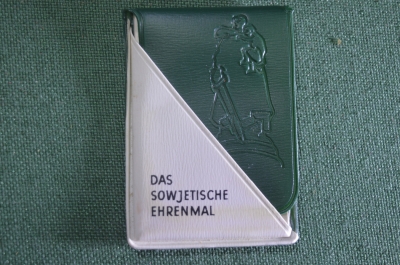 DAS
SOWJETISCHE
EHRENMAL